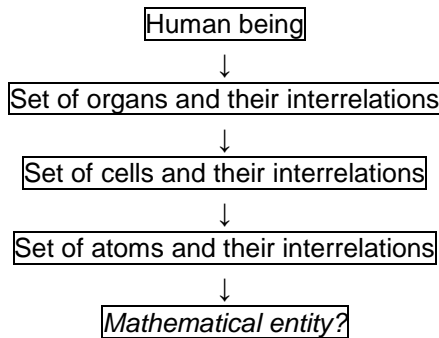 Human being
↓
Set of organs and their interrelations
↓
Set of cells and their interrelations
↓
Set of atoms and their interrelations
↓
Mathematical entity?